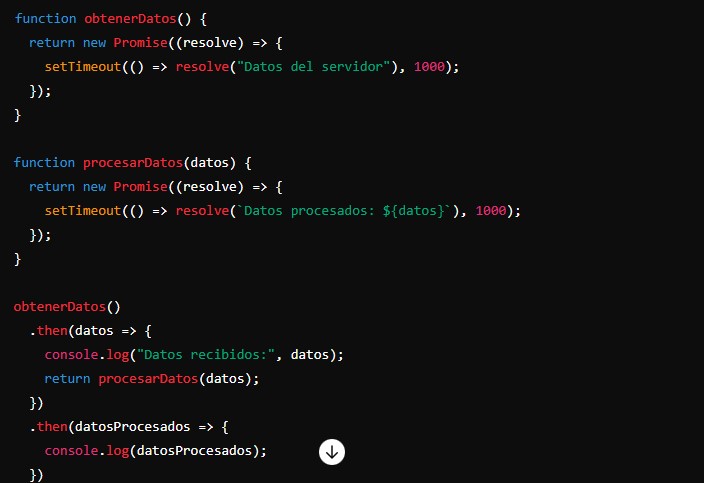 function obtenerDatos() {
  return new Promise((resolve) => {
    setTimeout(() => resolve("Datos del servidor"), 1000);
  });
}

function procesarDatos(datos) {
  return new Promise((resolve) => {
    setTimeout(() => resolve(`Datos procesados: ${datos}`), 1000);
  });
}

obtenerDatos()
  .then(datos => {
    console.log("Datos recibidos:", datos);
    return procesarDatos(datos);
  })
  .then(datosProcesados => {
    console.log(datosProcesados);
  })